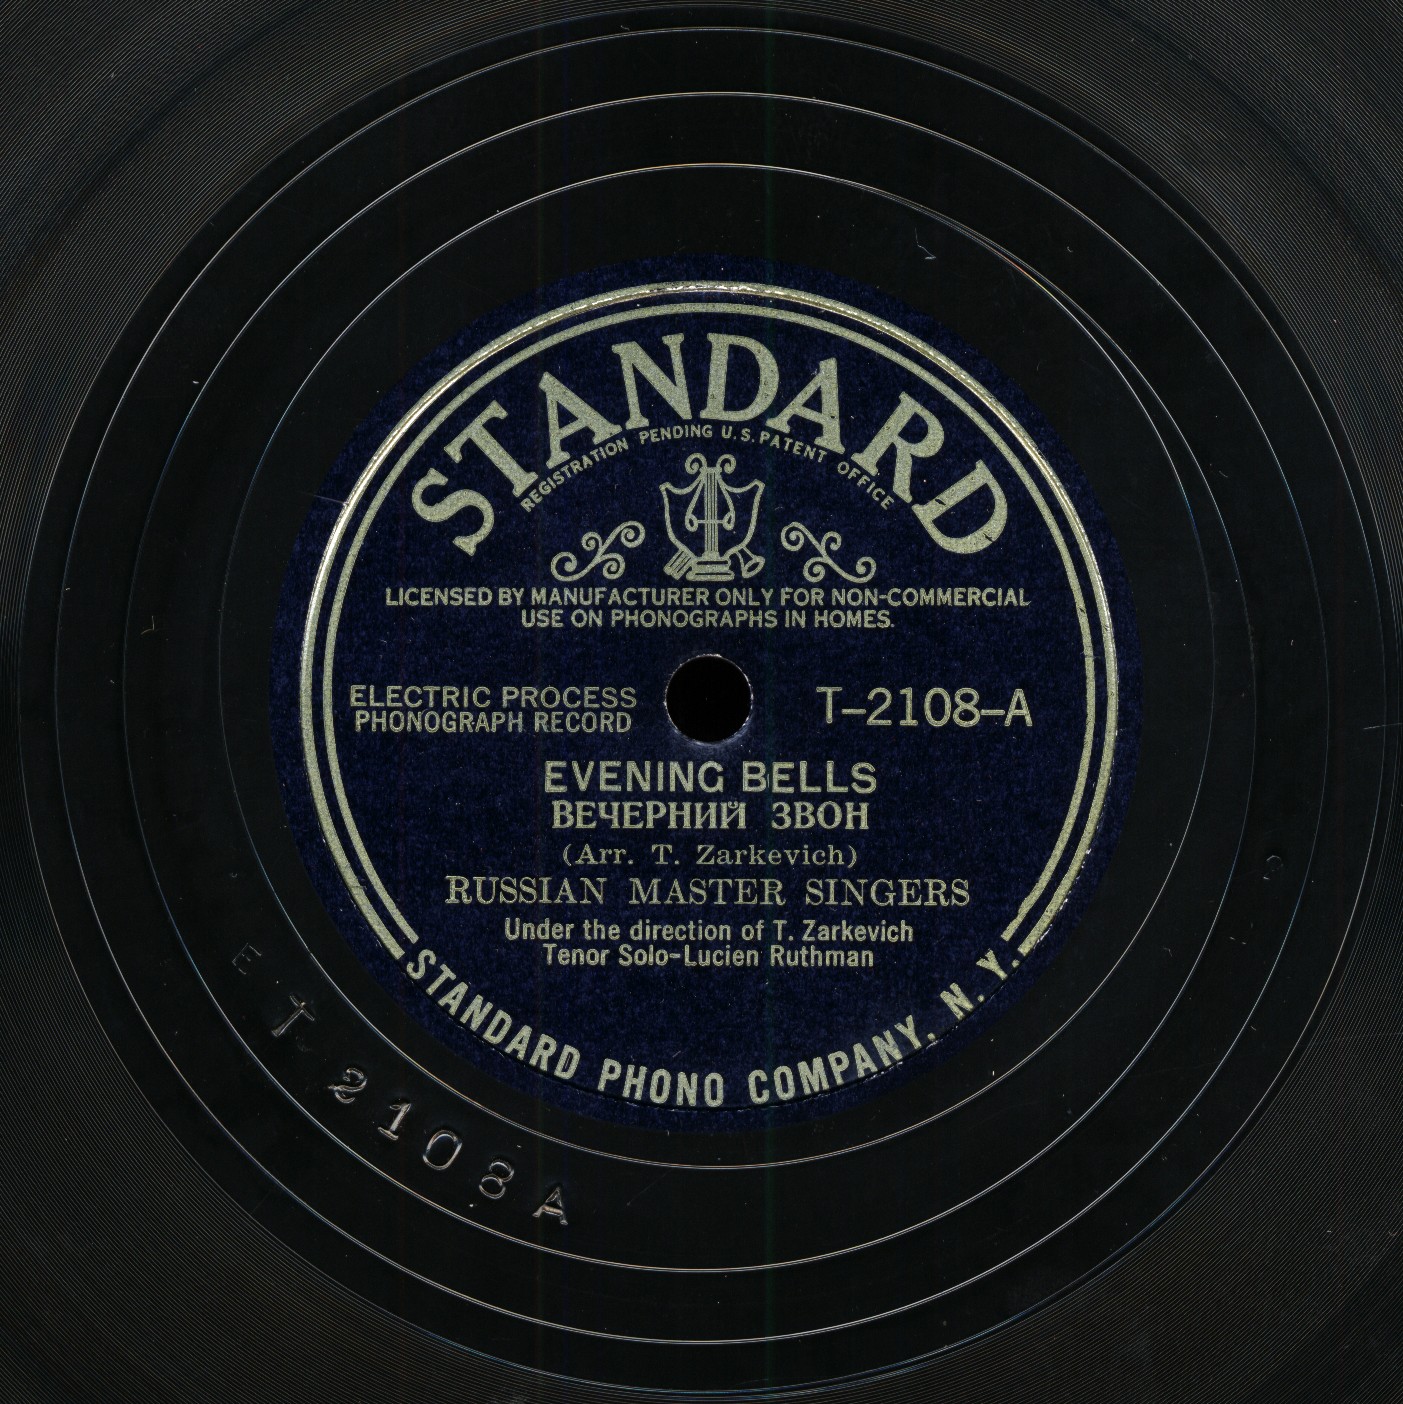 STANDARD
REGISTRATION PENDING U.S. PATENT OFFICE
LICENSED BY MANUFACTURER ONLY FOR NON-COMMERCIAL
USE ON PHONOGRAPHS IN HOMES.
ELECTRIC PROCESS
PHONOGRAPH RECORD
T-2108-A
EVENING BELLS
ВЕЧЕРНИЙ ЗВОН
(Arr. T. Zarkevich)
RUSSIAN MASTER SINGERS
Under the direction of T. Zarkevich
Tenor Solo-Lucien Ruthman
STANDARD PHONO COMPANY, N. Y.
E T 2108A